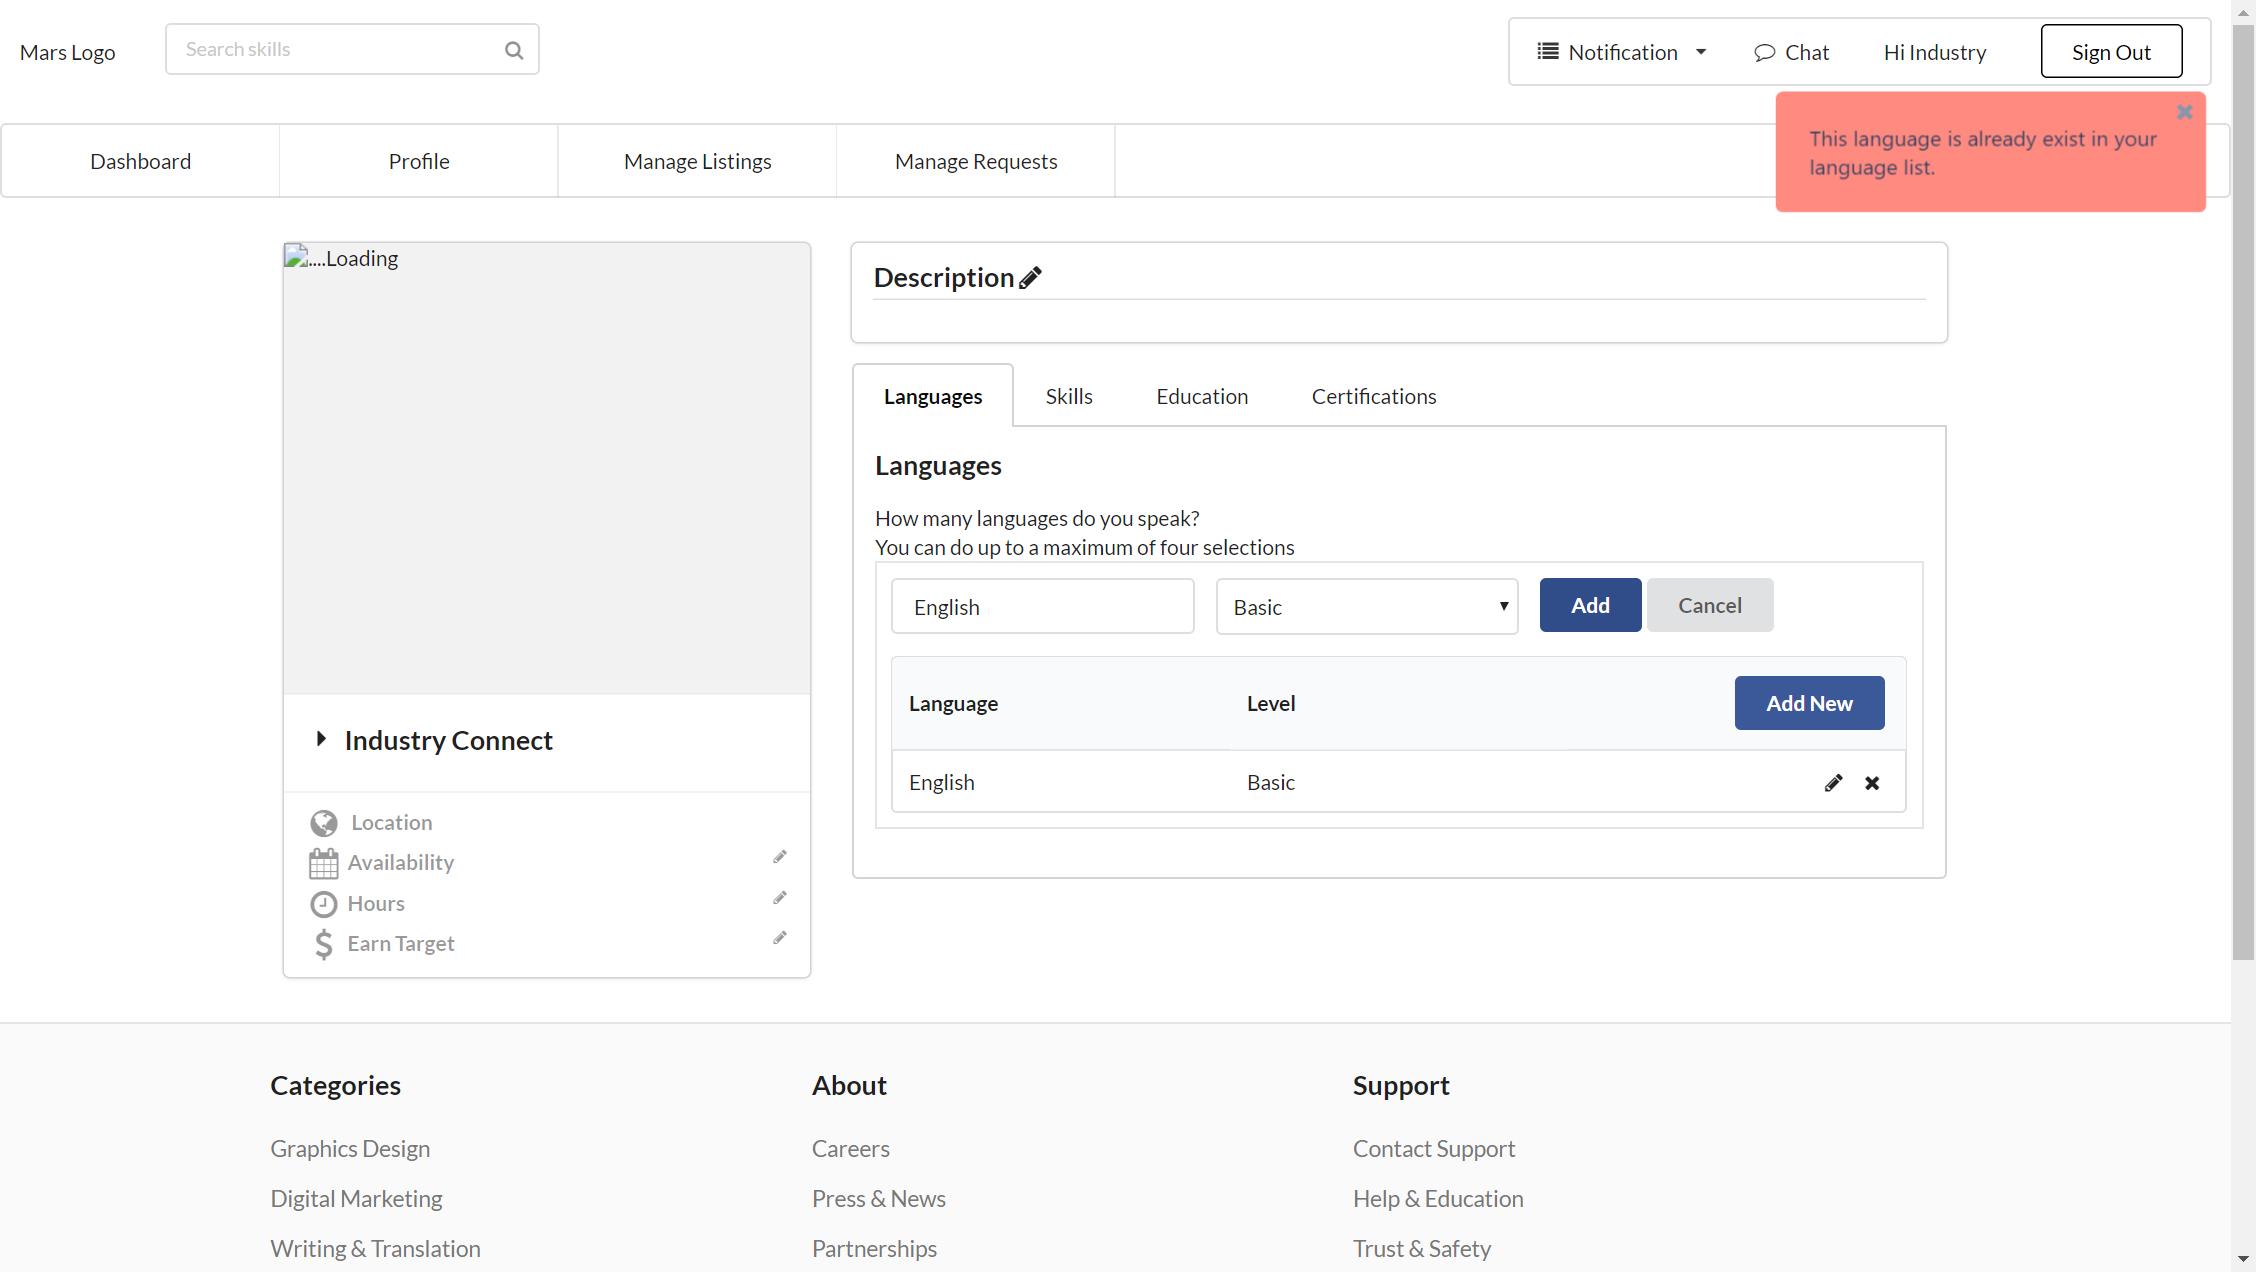 Mars Logo
Search skills
Notification
Chat
Hi Industry
Sign Out
This language is already exist in your
language list.
Dashboard
Profile
Manage Listings
Manage Requests
....Loading
Industry Connect
Location
Availability
Hours
Earn Target
Description
Languages
Skills
Education
Certifications
Languages
How many languages do you speak?
You can do up to a maximum of four selections
English
Basic
Add
Cancel
Language
Level
Add New
English
Basic
Categories
Graphics Design
Digital Marketing
Writing & Translation
About
Careers
Press & News
Partnerships
Support
Contact Support
Help & Education
Trust & Safety